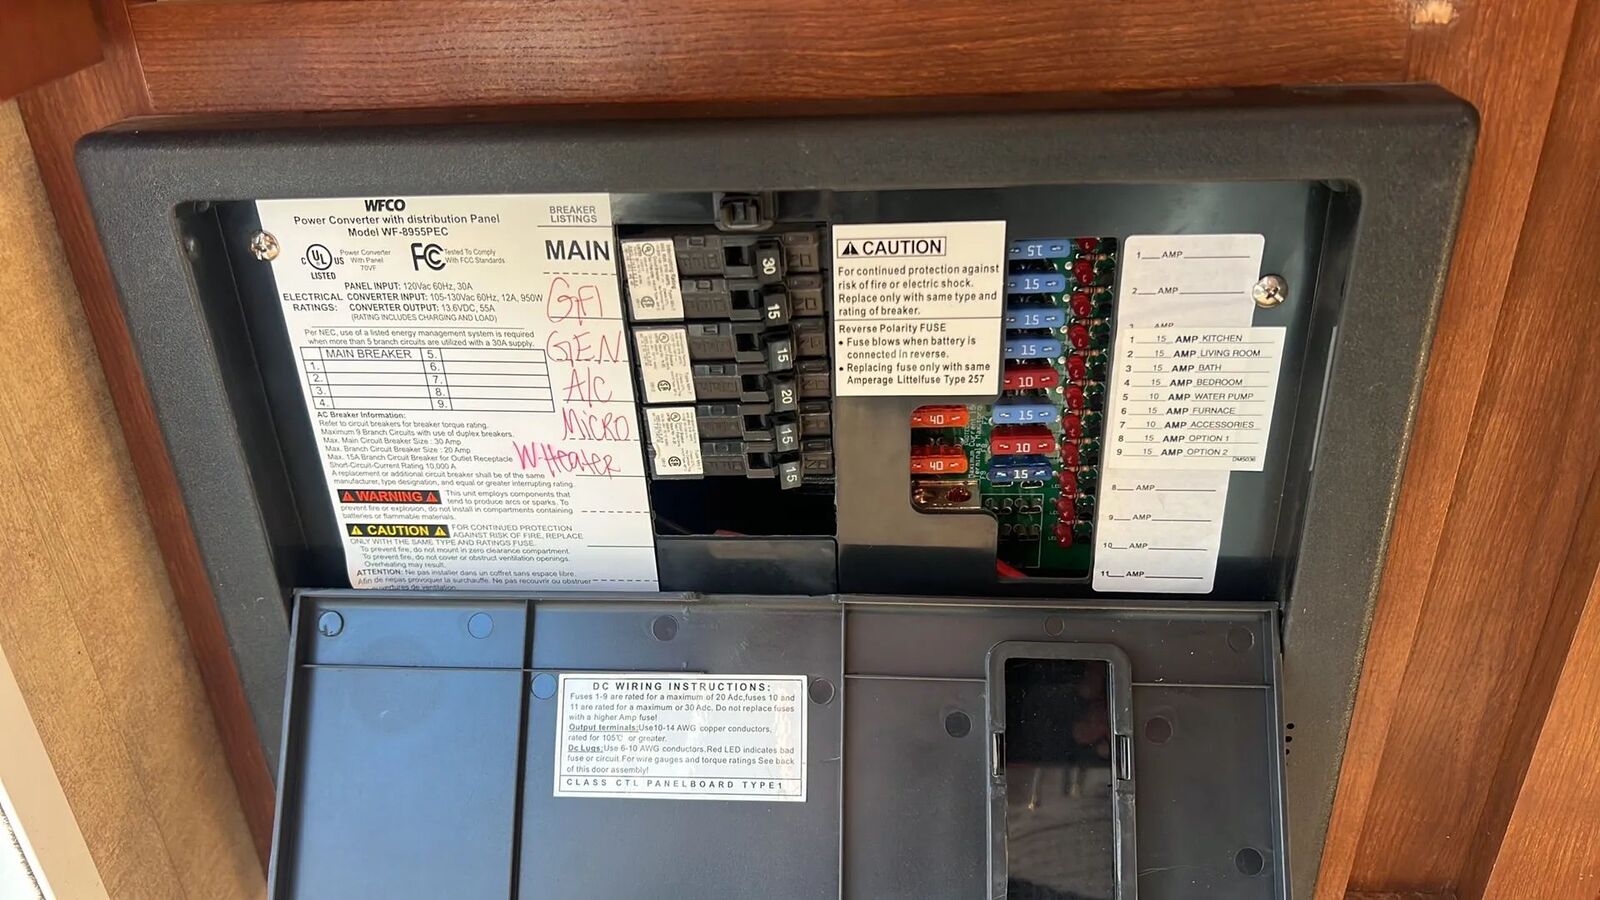 WFCO
Power Converter with distribution Panel
Model WF-8955PEC
c UL US
LISTED
Power Converter
With Panel
70VF
FC
Tested To Comply
With FCC Standards
ELECTRICAL
RATINGS:
PANEL INPUT: 120Vac 60Hz, 30A
CONVERTER INPUT: 105-130Vac 60Hz, 12A, 950W
CONVERTER OUTPUT: 13.6VDC, 55A
(RATING INCLUDES CHARGING AND LOAD)
Per NEC, use of a listed energy management system is required
when more than 5 branch circuits are utilized with a 30A supply.
MAIN BREAKER 5.
1. 6.
2. 7.
3. 8.
4. 9.
AC Breaker Information:
Refer to circuit breakers for breaker torque rating.
Maximum 9 Branch Circuits with use of duplex breakers.
Max. Main Circuit Breaker Size : 30 Amp
Max. Branch Circuit Breaker Size : 20 Amp
Max. 15A Branch Circuit Breaker for Outlet Receptacle
Short-Circuit-Current Rating 10,000 A
A replacement or additional circuit breaker shall be of the same
manufacturer, type designation, and equal or greater interrupting rating.
WARNING
This unit employs components that
tend to produce arcs or sparks. To
prevent fire or explosion, do not install in compartments containing
batteries or flammable materials.
CAUTION
FOR CONTINUED PROTECTION
AGAINST RISK OF FIRE, REPLACE
ONLY WITH THE SAME TYPE AND RATINGS FUSE.
To prevent fire, do not mount in zero clearance compartment.
To prevent fire, do not cover or obstruct ventilation openings.
Overheating may result.
ATTENTION: Ne pas installer dans un coffret sans espace libre.
Afin de ne pas provoquer la surchauffe. Ne pas recouvrir ou obstruer
ouvertures de ventilation.
BREAKER
LISTINGS
MAIN
GFI
GEN
A/C
MiCRO
W-Heater
30
15
15
20
15
15
CAUTION
For continued protection against
risk of fire or electric shock.
Replace only with same type and
rating of breaker.
Reverse Polarity FUSE
• Fuse blows when battery is
connected in reverse.
• Replacing fuse only with same
Amperage Littelfuse Type 257
40
40
15
15
15
15
10
15
10
15
1 AMP
2 AMP
3
1 15 AMP KITCHEN
2 15 AMP LIVING ROOM
3 15 AMP BATH
4 15 AMP BEDROOM
5 10 AMP WATER PUMP
6 15 AMP FURNACE
7 10 AMP ACCESSORIES
8 15 AMP OPTION 1
9 15 AMP OPTION 2
8 AMP
9 AMP
10 AMP
11 AMP
DC WIRING INSTRUCTIONS:
Fuses 1-9 are rated for a maximum of 20 Adc,fuses 10 and
11 are rated for a maximum or 30 Adc. Do not replace fuses
with a higher Amp fuse!
Output terminals:Use10-14 AWG copper conductors,
rated for 105℃ or greater.
Dc Lugs:Use 6-10 AWG conductors.Red LED indicates bad
fuse or circuit.For wire gauges and torque ratings See back
of this door assembly!
CLASS CTL PANELBOARD TYPE1